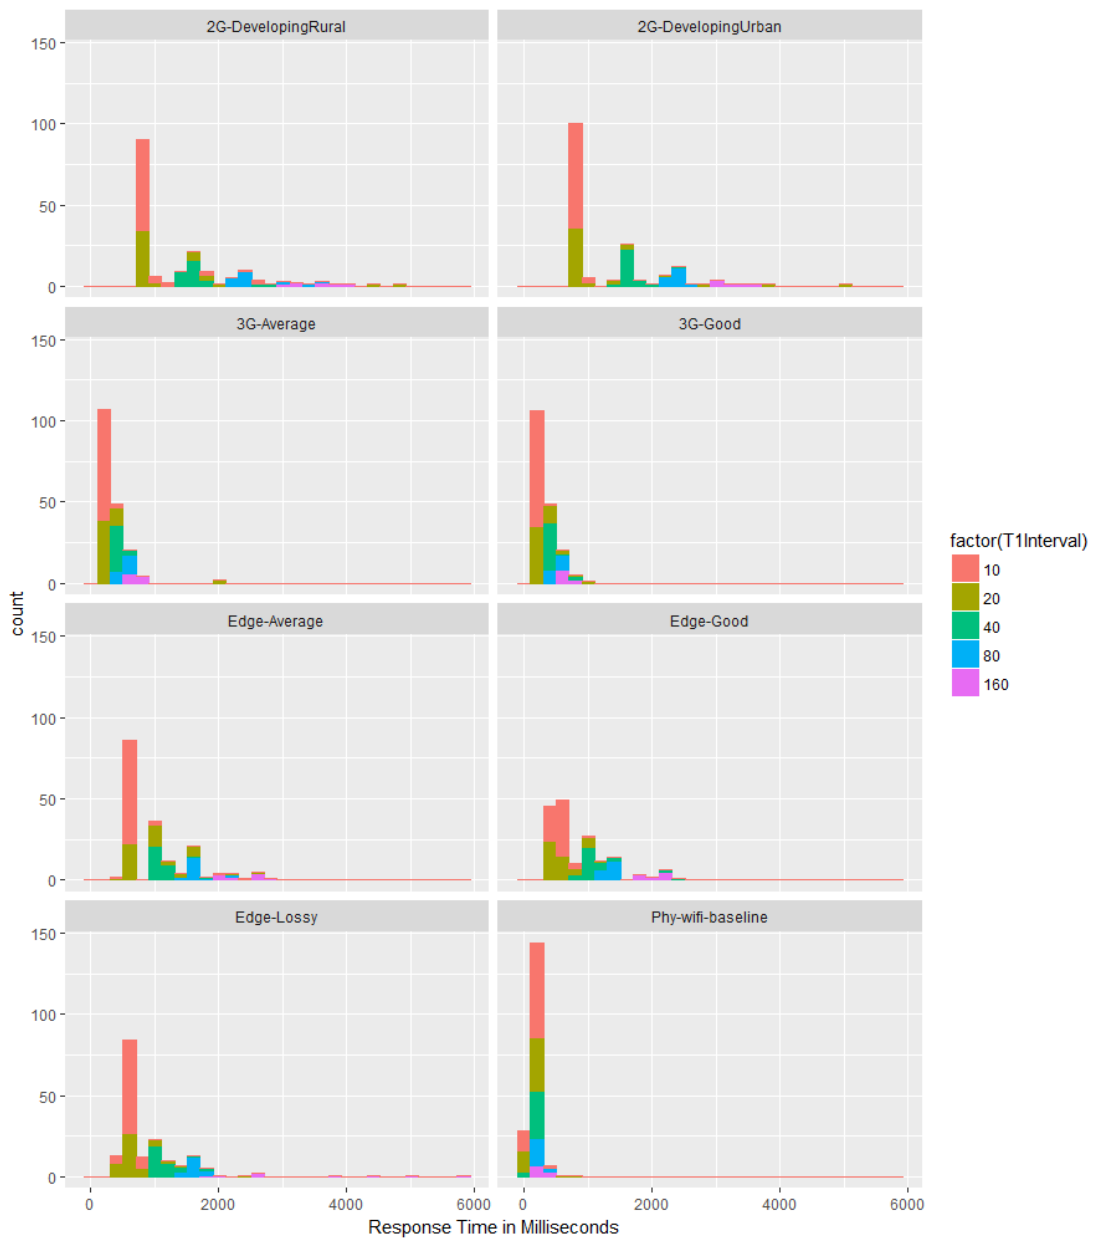 2G-DevelopingRural 2G-DevelopingUrban
150
100
50
0
3G-Average 3G-Good
150
100
50
0
count
Edge-Average Edge-Good
150
100
50
0
Edge-Lossy Phy-wifi-baseline
150
100
50
0
0 2000 4000 6000 0 2000 4000 6000
Response Time in Milliseconds
factor(T1Interval)
10
20
40
80
160